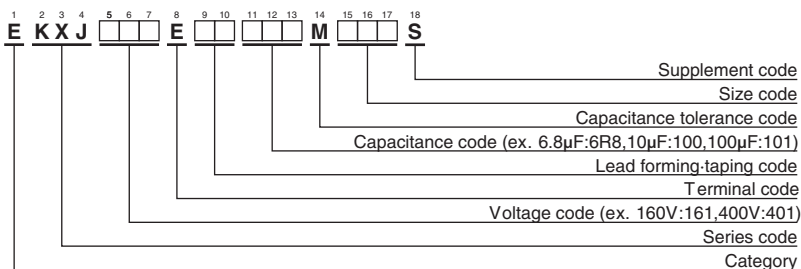 1 2 3 4 5 6 7 8 9 10 11 12 13 14 15 16 17 18
E K X J E M S
Supplement code
Size code
Capacitance tolerance code
Capacitance code (ex. 6.8μF:6R8,10μF:100,100μF:101)
Lead forming·taping code
Terminal code
Voltage code (ex. 160V:161,400V:401)
Series code
Category